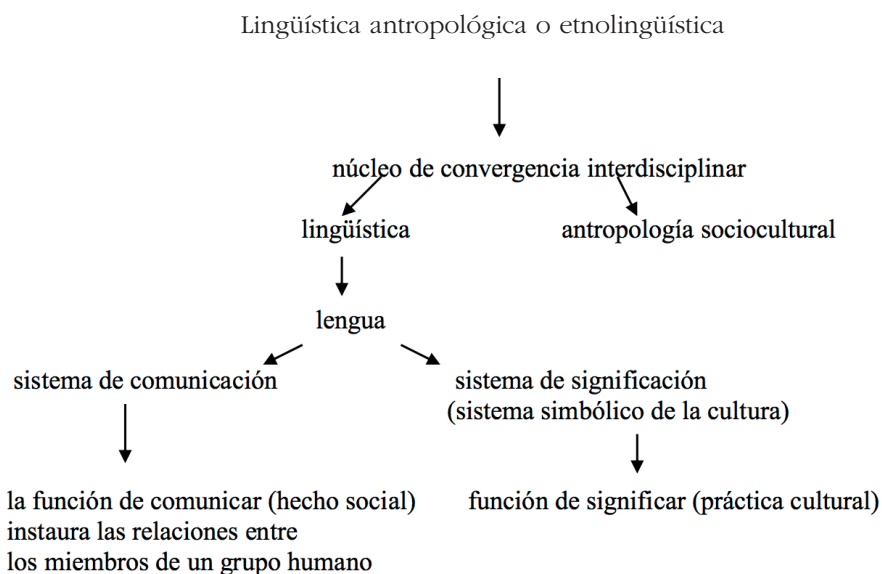 Lingüística antropológica o etnolingüística
núcleo de convergencia interdisciplinar
lingüística
antropología sociocultural
lengua
sistema de comunicación
sistema de significación
(sistema simbólico de la cultura)
la función de comunicar (hecho social)
instaura las relaciones entre
los miembros de un grupo humano
función de significar (práctica cultural)